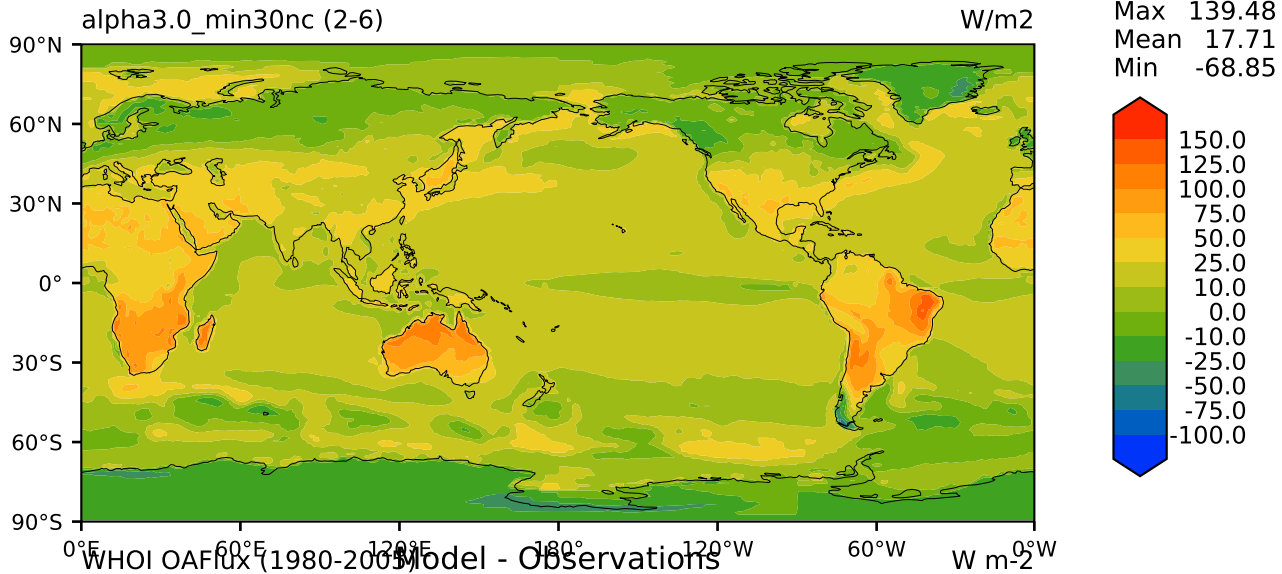 alpha3.0_min30nc (2-6) W/m2
Max 139.48
Mean 17.71
Min -68.85
90°N
60°N
30°N
0°
30°S
60°S
90°S
150.0
125.0
100.0
75.0
50.0
25.0
10.0
0.0
-10.0
-25.0
-50.0
-75.0
-100.0
0°E 60°E 120°E 180° 120°W 60°W 0°W
WHOI OAFlux (1980-2005) Model - Observations W m-2